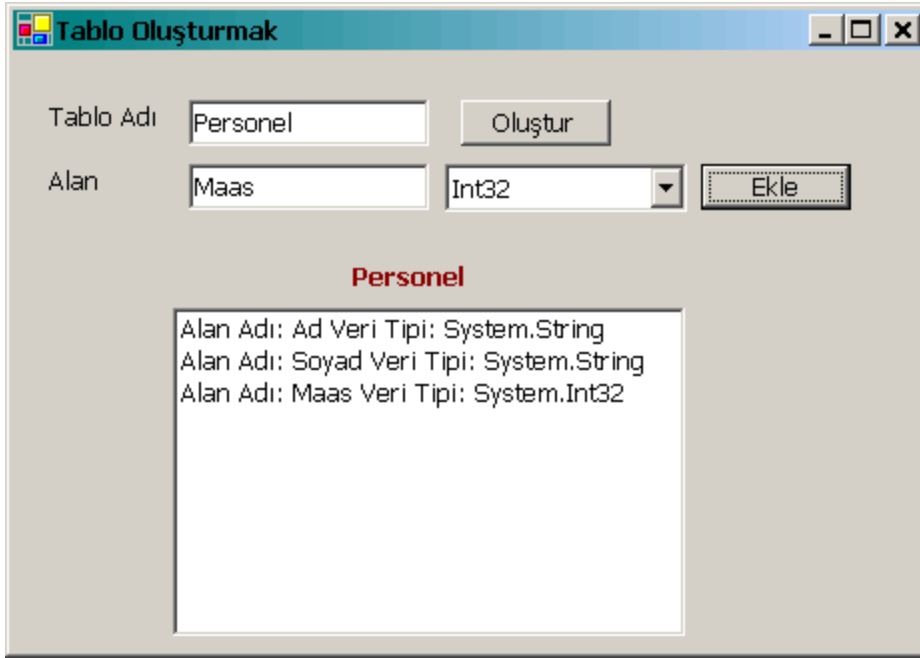 Tablo Oluşturmak
Tablo Adı Personel Oluştur
Alan Maas Int32 Ekle
Personel
Alan Adı: Ad Veri Tipi: System.String
Alan Adı: Soyad Veri Tipi: System.String
Alan Adı: Maas Veri Tipi: System.Int32